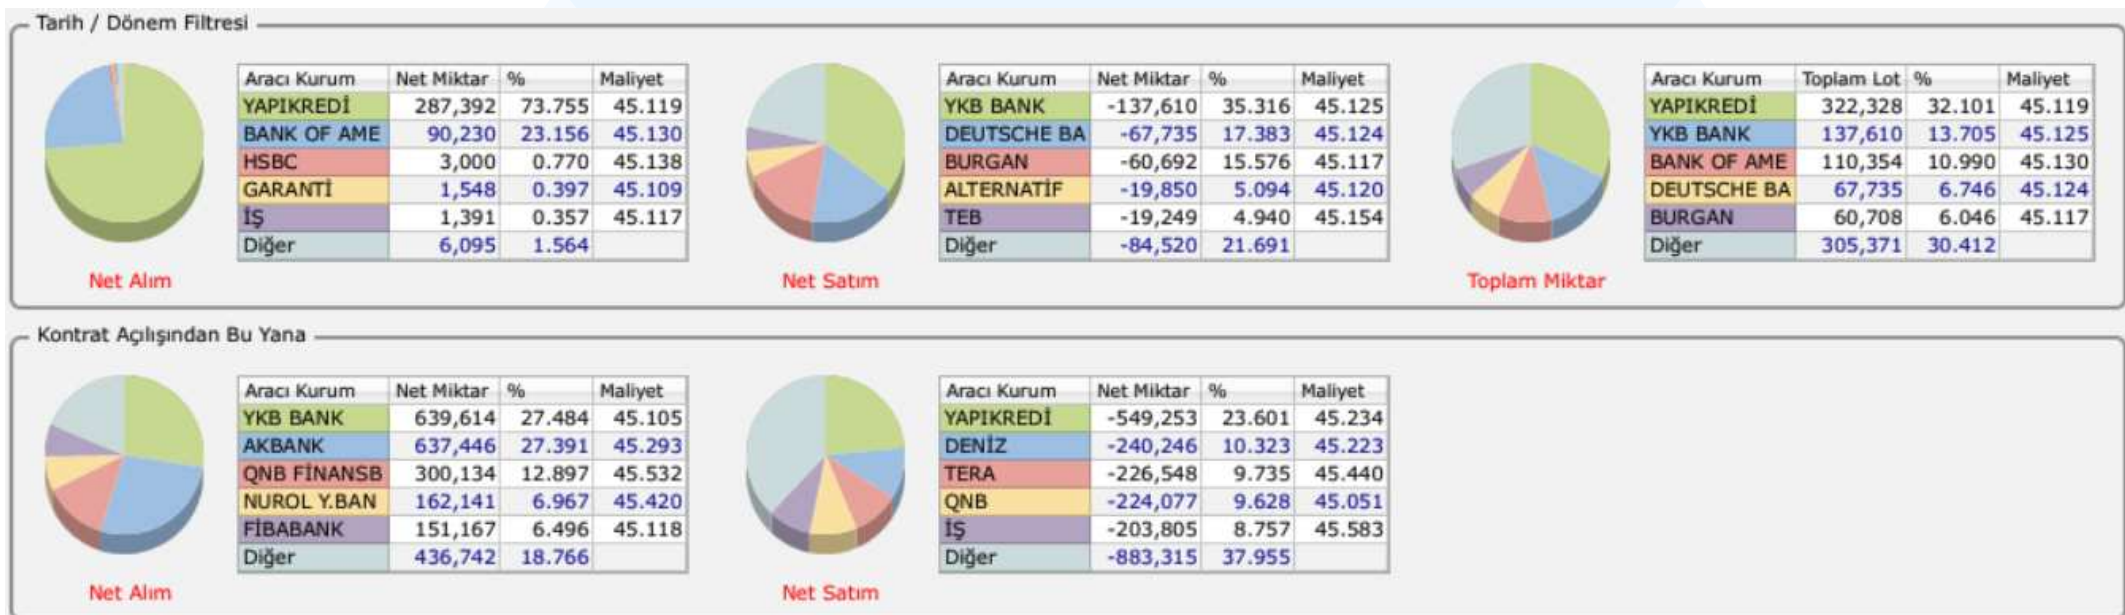 Tarih / Dönem Filtresi
Aracı Kurum Net Miktar % Maliyet
YAPIKREDİ 287,392 73.755 45.119
BANK OF AME 90,230 23.156 45.130
HSBC 3,000 0.770 45.138
GARANTİ 1,548 0.397 45.109
İŞ 1,391 0.357 45.117
Diğer 6,095 1.564
Net Alım
Aracı Kurum Net Miktar % Maliyet
YKB BANK -137,610 35.316 45.125
DEUTSCHE BA -67,735 17.383 45.124
BURGAN -60,692 15.576 45.117
ALTERNATİF -19,850 5.094 45.120
TEB -19,249 4.940 45.154
Diğer -84,520 21.691
Net Satım
Aracı Kurum Toplam Lot % Maliyet
YAPIKREDİ 322,328 32.101 45.119
YKB BANK 137,610 13.705 45.125
BANK OF AME 110,354 10.990 45.130
DEUTSCHE BA 67,735 6.746 45.124
BURGAN 60,708 6.046 45.117
Diğer 305,371 30.412
Toplam Miktar
Kontrat Açılışından Bu Yana
Aracı Kurum Net Miktar % Maliyet
YKB BANK 639,614 27.484 45.105
AKBANK 637,446 27.391 45.293
QNB FİNANSB 300,134 12.897 45.532
NUROL Y.BAN 162,141 6.967 45.420
FİBABANK 151,167 6.496 45.118
Diğer 436,742 18.766
Net Alım
Aracı Kurum Net Miktar % Maliyet
YAPIKREDİ -549,253 23.601 45.234
DENİZ -240,246 10.323 45.223
TERA -226,548 9.735 45.440
QNB -224,077 9.628 45.051
İŞ -203,805 8.757 45.583
Diğer -883,315 37.955
Net Satım